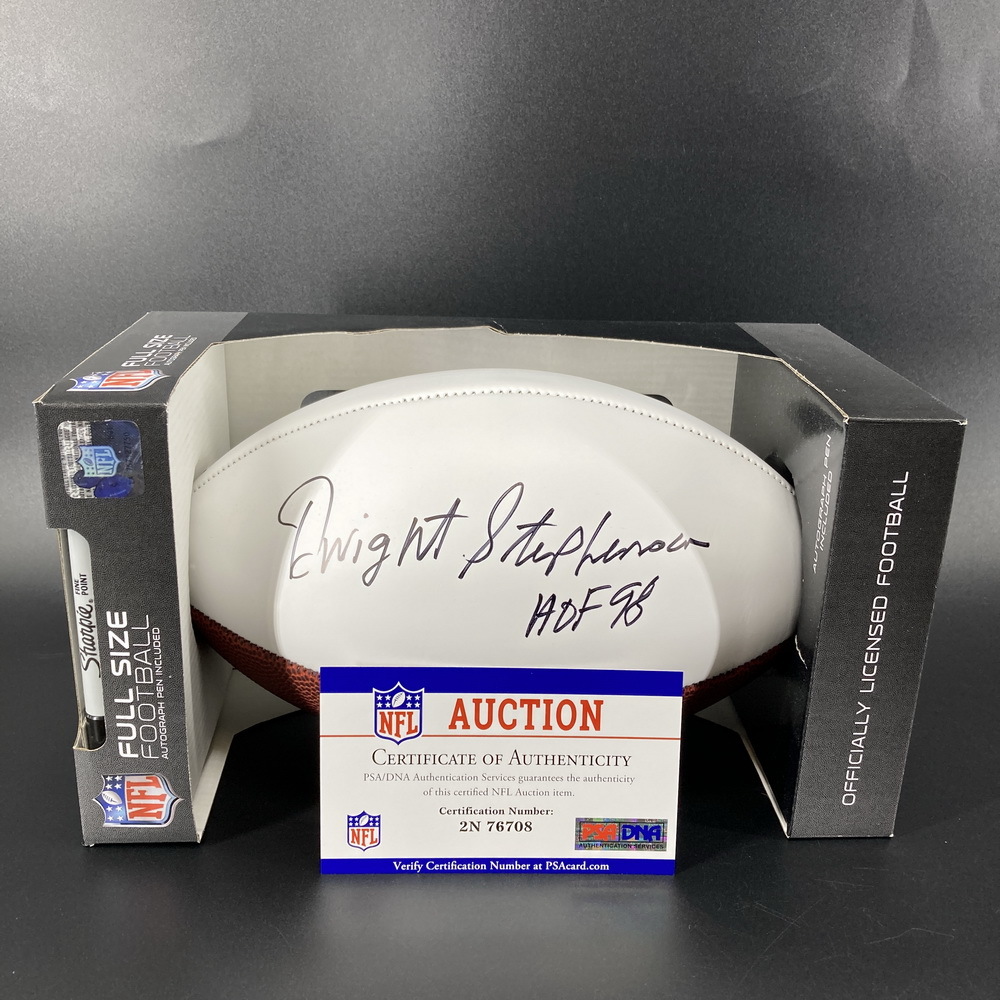 FULL SIZE
FOOTBALL
NFL
NFL
Sharpie
FINE
POINT
FULL SIZE
FOOTBALL
AUTOGRAPH PEN INCLUDED
NFL
Dwight Stephenson
HOF 98
AUTOGRAPH PEN
INCLUDED
OFFICIALLY LICENSED FOOTBALL
NFL
AUCTION
CERTIFICATE OF AUTHENTICITY
PSA/DNA Authentication Services guarantees the authenticity
of this certified NFL Auction item.
Certification Number:
2N 76708
NFL
PSA DNA
AUTHENTICATION SERVICES
Verify Certification Number at PSAcard.com